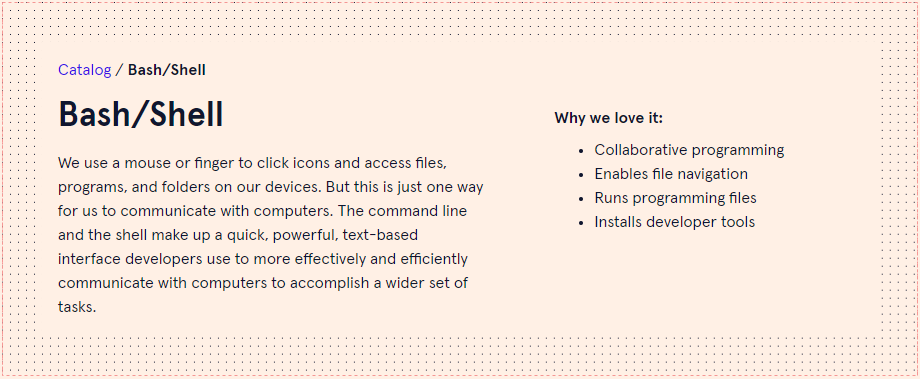 Catalog / Bash/Shell
Bash/Shell
We use a mouse or finger to click icons and access files,
programs, and folders on our devices. But this is just one way
for us to communicate with computers. The command line
and the shell make up a quick, powerful, text-based
interface developers use to more effectively and efficiently
communicate with computers to accomplish a wider set of
tasks.
Why we love it:
• Collaborative programming
• Enables file navigation
• Runs programming files
• Installs developer tools